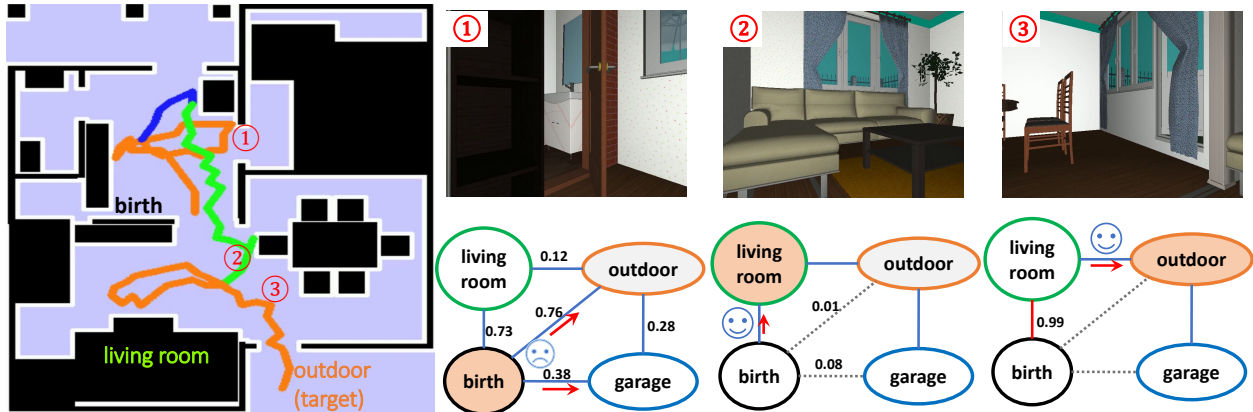 birth
living room
outdoor
(target)
①
②
③
①
②
③
living
room
outdoor
birth
garage
0.12
0.76
0.73
0.28
0.38
living
room
outdoor
birth
garage
0.01
0.08
living
room
outdoor
birth
garage
0.99